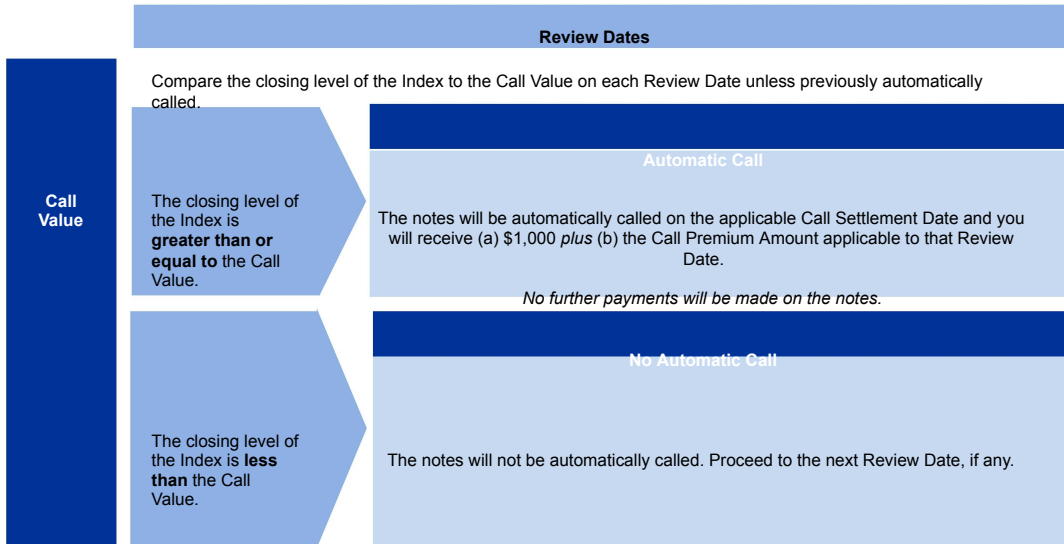 Review Dates
Compare the closing level of the Index to the Call Value on each Review Date unless previously automatically
called.
Call
Value
The closing level of
the Index is
greater than or
equal to the Call
Value.
Automatic Call
The notes will be automatically called on the applicable Call Settlement Date and you
will receive (a) $1,000 plus (b) the Call Premium Amount applicable to that Review
Date.
No further payments will be made on the notes.
The closing level of
the Index is less
than the Call
Value.
No Automatic Call
The notes will not be automatically called. Proceed to the next Review Date, if any.